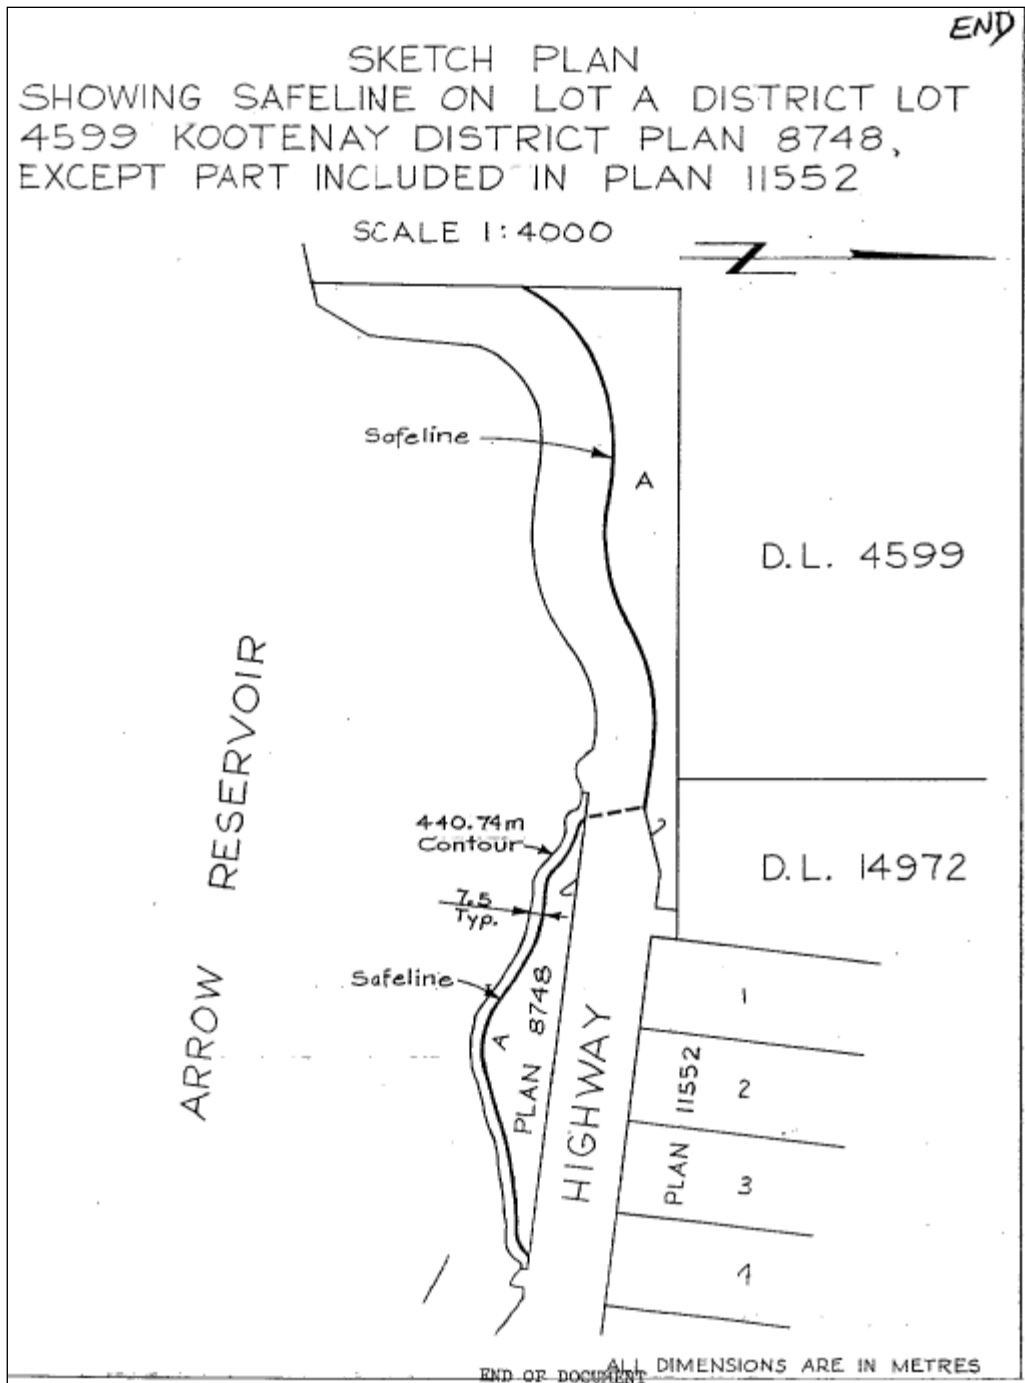 END
SKETCH PLAN
SHOWING SAFELINE ON LOT A DISTRICT LOT
4599 KOOTENAY DISTRICT PLAN 8748,
EXCEPT PART INCLUDED IN PLAN 11552
SCALE 1:4000
Safeline
A
D.L. 4599
ARROW RESERVOIR
440.74m
Contour
D.L. 14972
7.5
Typ.
Safeline
A
PLAN 8748
HIGHWAY
PLAN 11552
1
2
3
4
ALL DIMENSIONS ARE IN METRES
END OF DOCUMENT